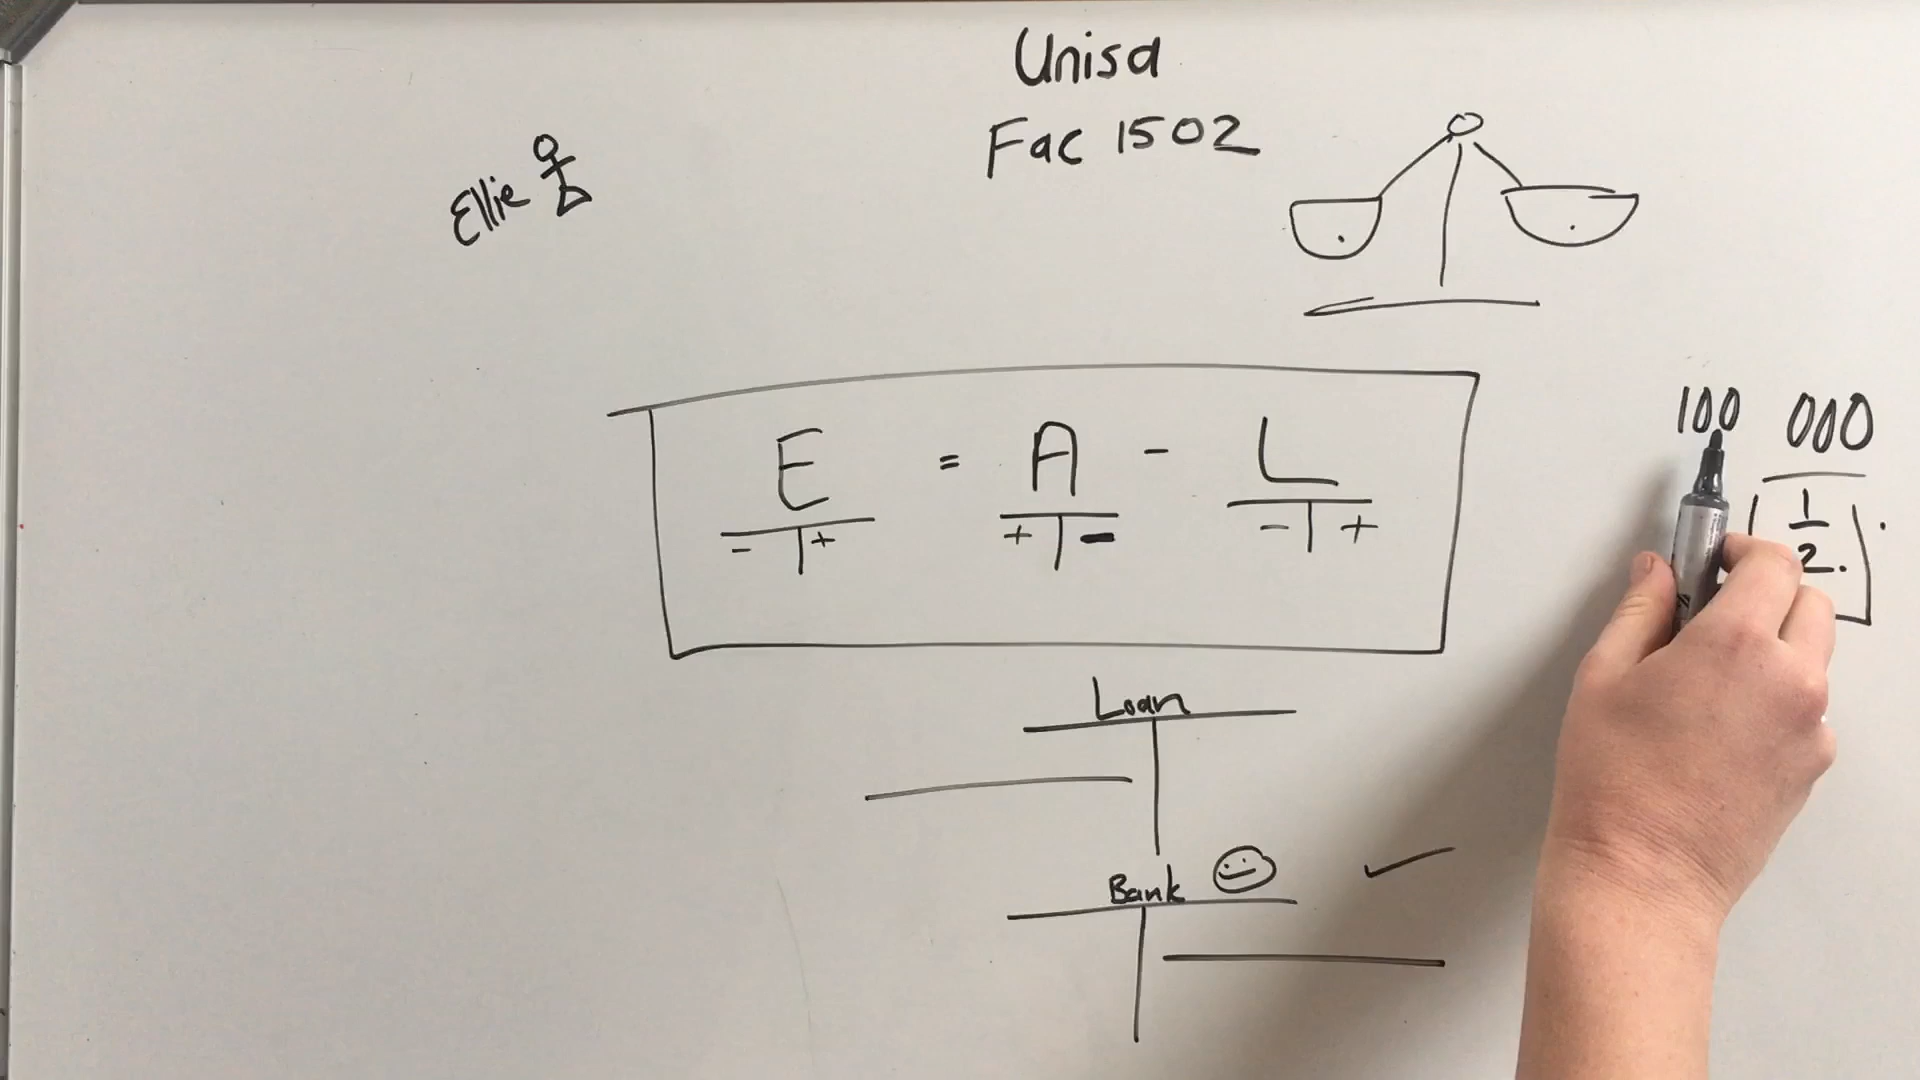 Unisa
Fac 1502
Ellie
E = A - L
- + + - - +
100 000
1
2.
Loan
Bank